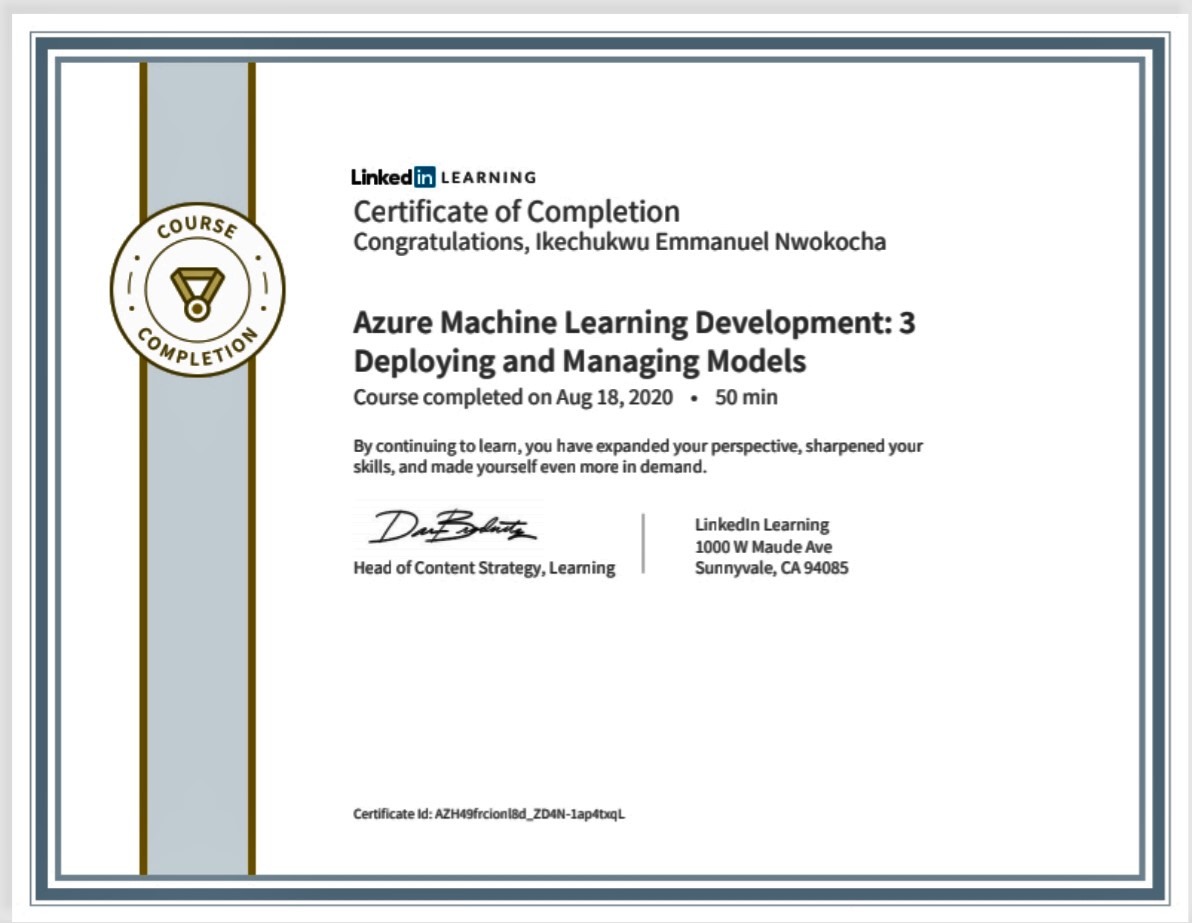 COURSE
COMPLETION
Linkedin LEARNING
Certificate of Completion
Congratulations, Ikechukwu Emmanuel Nwokocha
Azure Machine Learning Development: 3
Deploying and Managing Models
Course completed on Aug 18, 2020 • 50 min
By continuing to learn, you have expanded your perspective, sharpened your
skills, and made yourself even more in demand.
Head of Content Strategy, Learning
LinkedIn Learning
1000 W Maude Ave
Sunnyvale, CA 94085
Certificate Id: AZH49frcionl8d_ZD4N-1ap4txqL